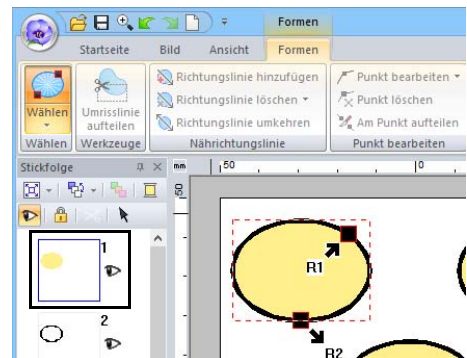 Formen
Startseite Bild Ansicht Formen
Wählen
Umrisslinie aufteilen
Richtungslinie hinzufügen
Richtungslinie löschen
Richtungslinie umkehren
Punkt bearbeiten
Punkt löschen
Am Punkt aufteilen
Wählen Werkzeuge Nährichtungslinie Punkt bearbeiten
Stickfolge
mm 50 0
50
1
2
R1
R2